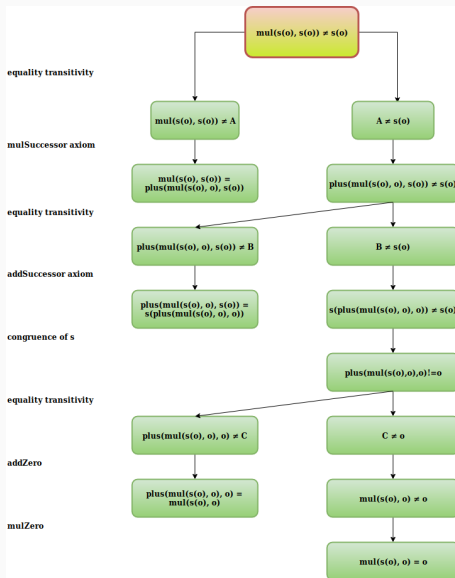 mul(s(o), s(o)) ≠ s(o)
equality transitivity
mul(s(o), s(o)) ≠ A
A ≠ s(o)
mulSuccessor axiom
mul(s(o), s(o)) =
plus(mul(s(o), o), s(o))
plus(mul(s(o), o), s(o)) ≠ s(o)
equality transitivity
plus(mul(s(o), o), s(o)) ≠ B
B ≠ s(o)
addSuccessor axiom
plus(mul(s(o), o), s(o)) =
s(plus(mul(s(o), o), o))
s(plus(mul(s(o), o), o)) ≠ s(o)
congruence of s
plus(mul(s(o),o),o)!=o
equality transitivity
plus(mul(s(o), o), o) ≠ C
C ≠ o
addZero
plus(mul(s(o), o), o) =
mul(s(o), o)
mul(s(o), o) ≠ o
mulZero
mul(s(o), o) = o